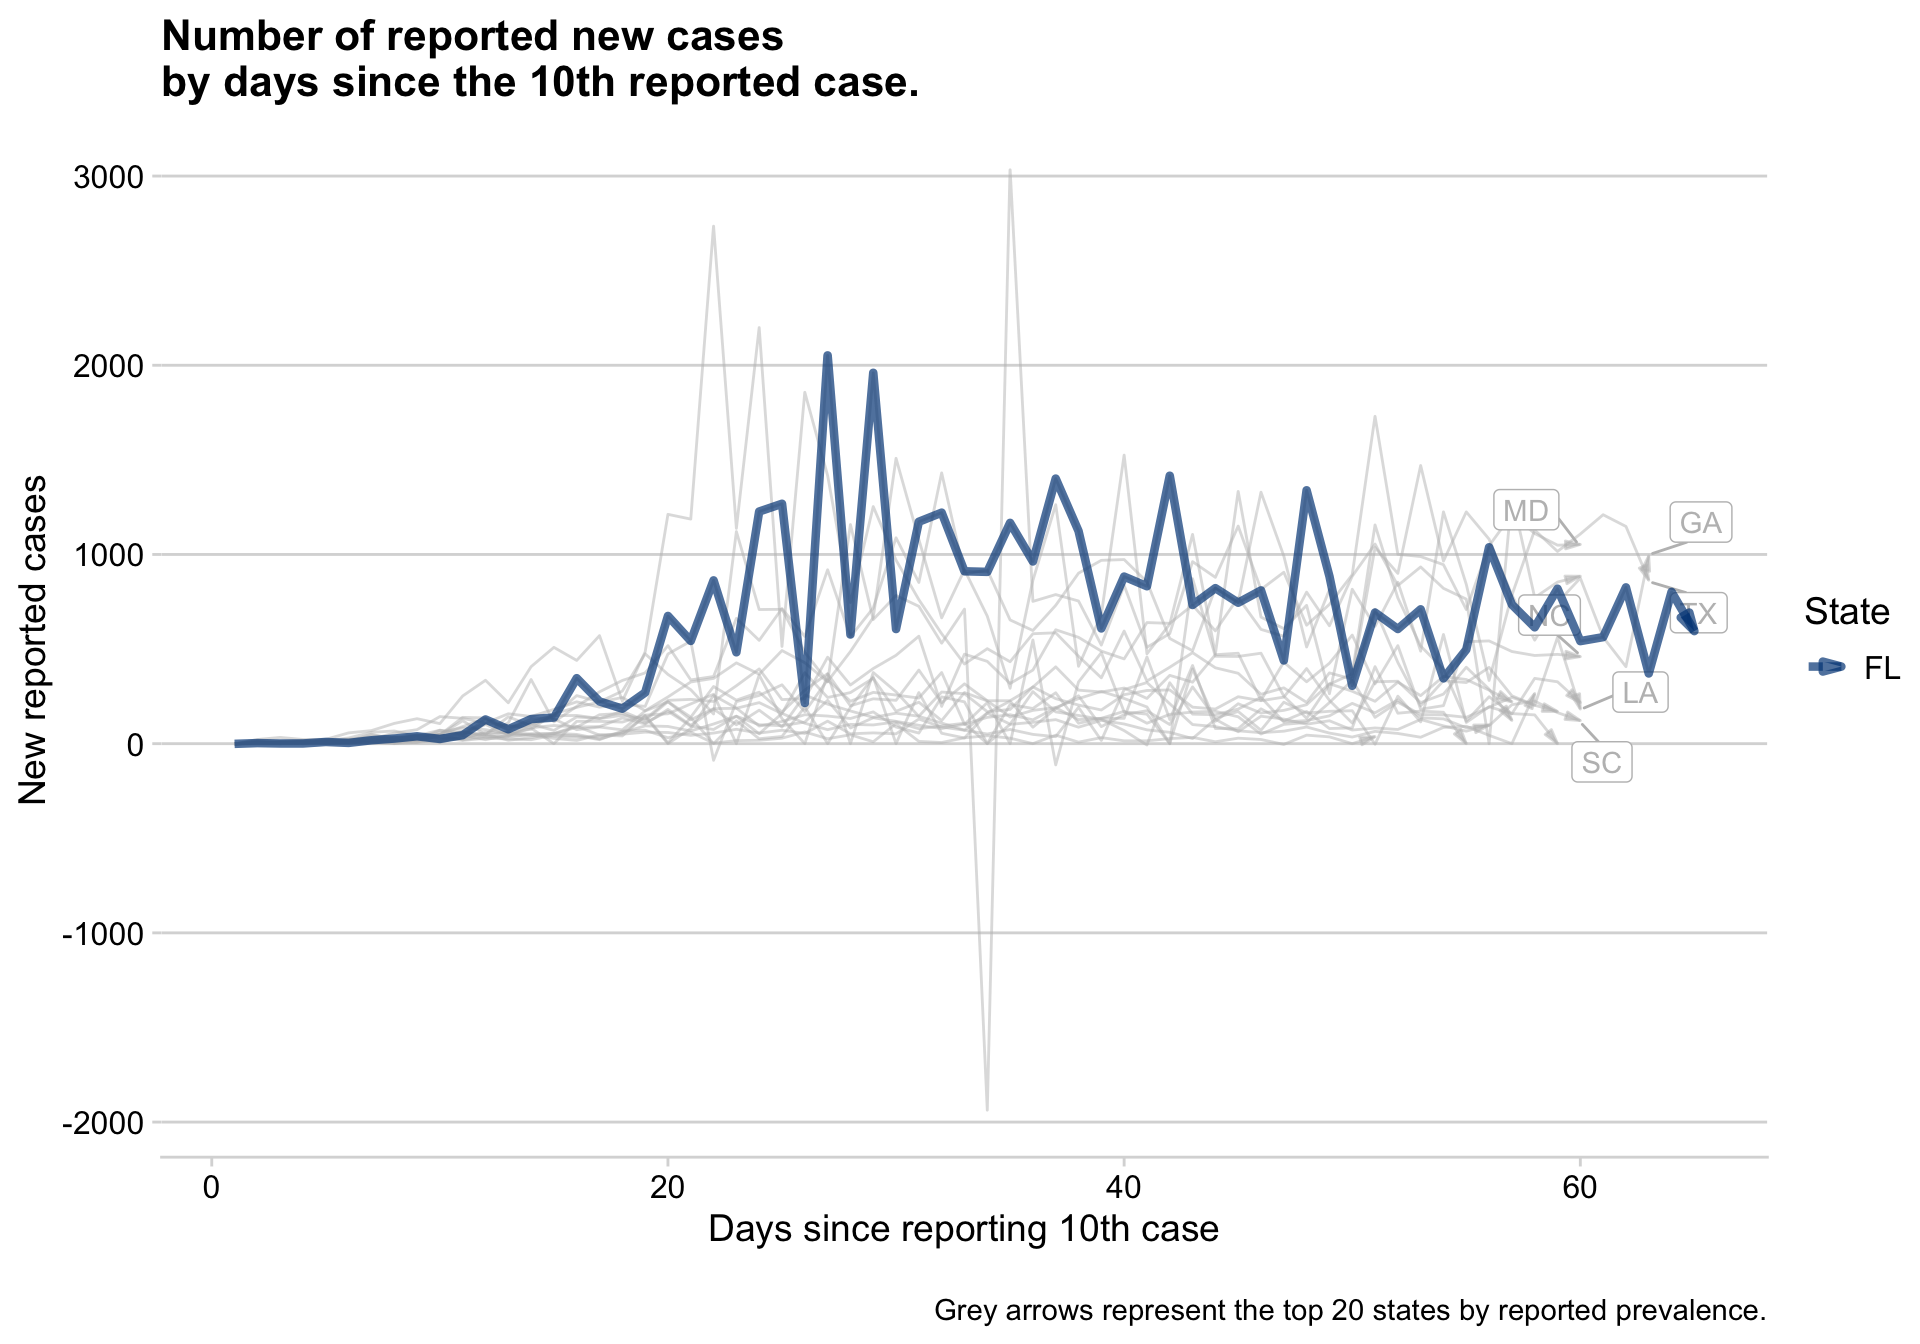 Number of reported new cases
by days since the 10th reported case.
3000
2000
1000
0
-1000
-2000
New reported cases
MD
GA
NC
TX
LA
SC
State
FL
0
20
40
60
Days since reporting 10th case
Grey arrows represent the top 20 states by reported prevalence.